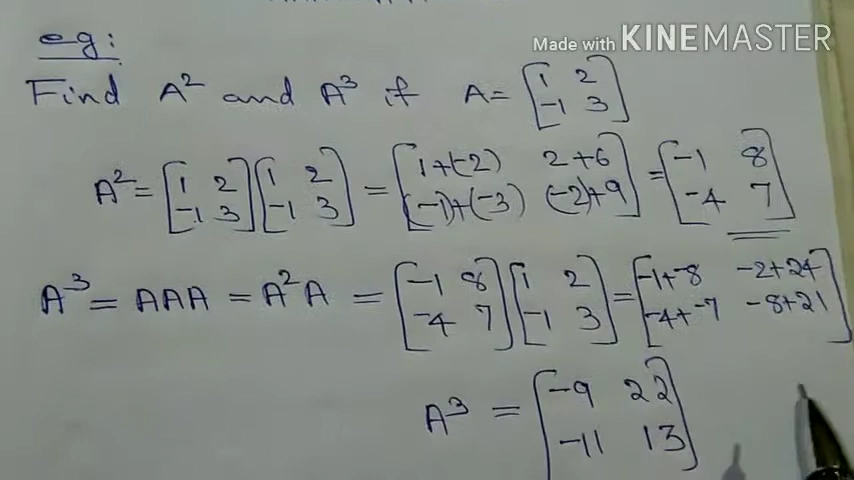 Made with KINEMASTER
eg:
Find A² and A³ if A = [1 2; -1 3]
A² = [1 2; -1 3] [1 2; -1 3] = [1+(-2) 2+6; (-1)+(-3) (-2)+9] = [-1 8; -4 7]
A³ = AAA = A²A = [-1 8; -4 7] [1 2; -1 3] = [-1+-8 -2+24; -4+-7 -8+21]
A³ = [-9 22; -11 13]